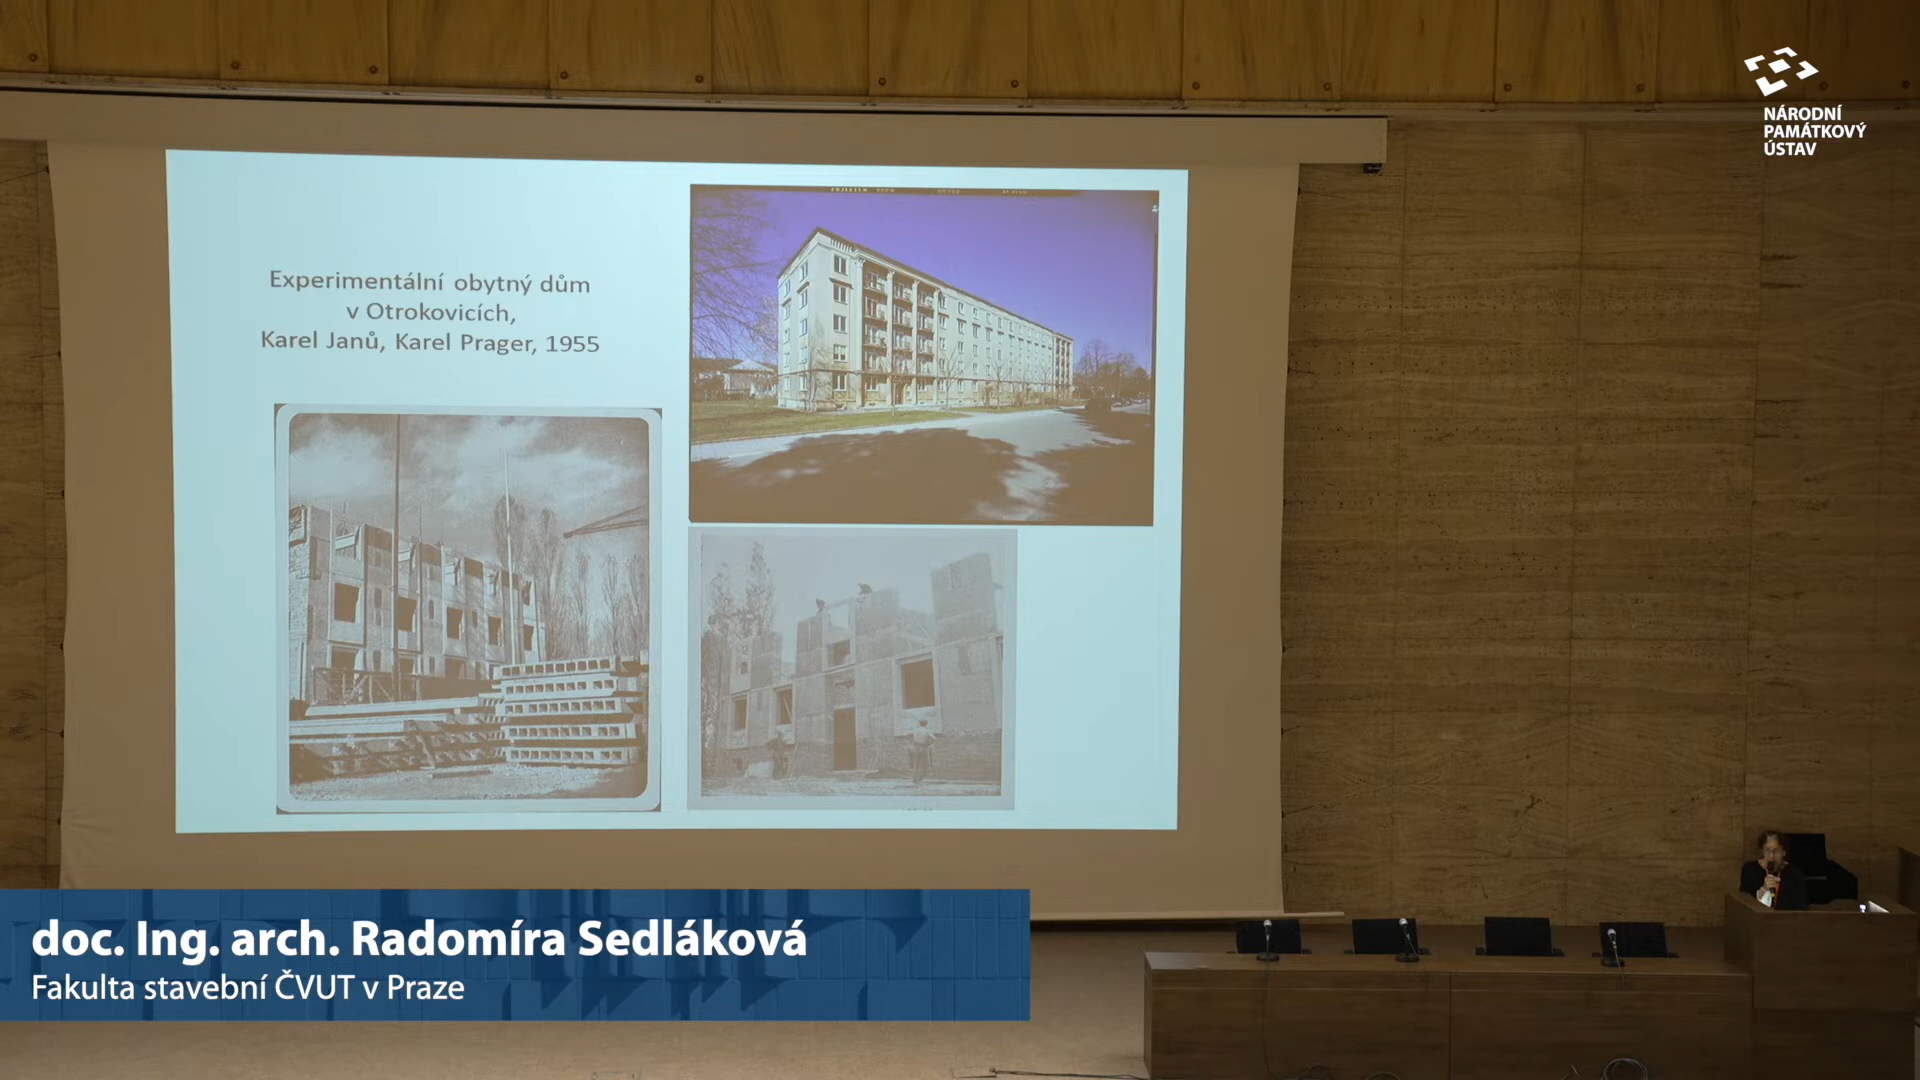 NÁRODNÍ
PAMÁTKOVÝ
ÚSTAV
Experimentální obytný dům
v Otrokovicích,
Karel Janů, Karel Prager, 1955
doc. Ing. arch. Radomíra Sedláková
Fakulta stavební ČVUT v Praze